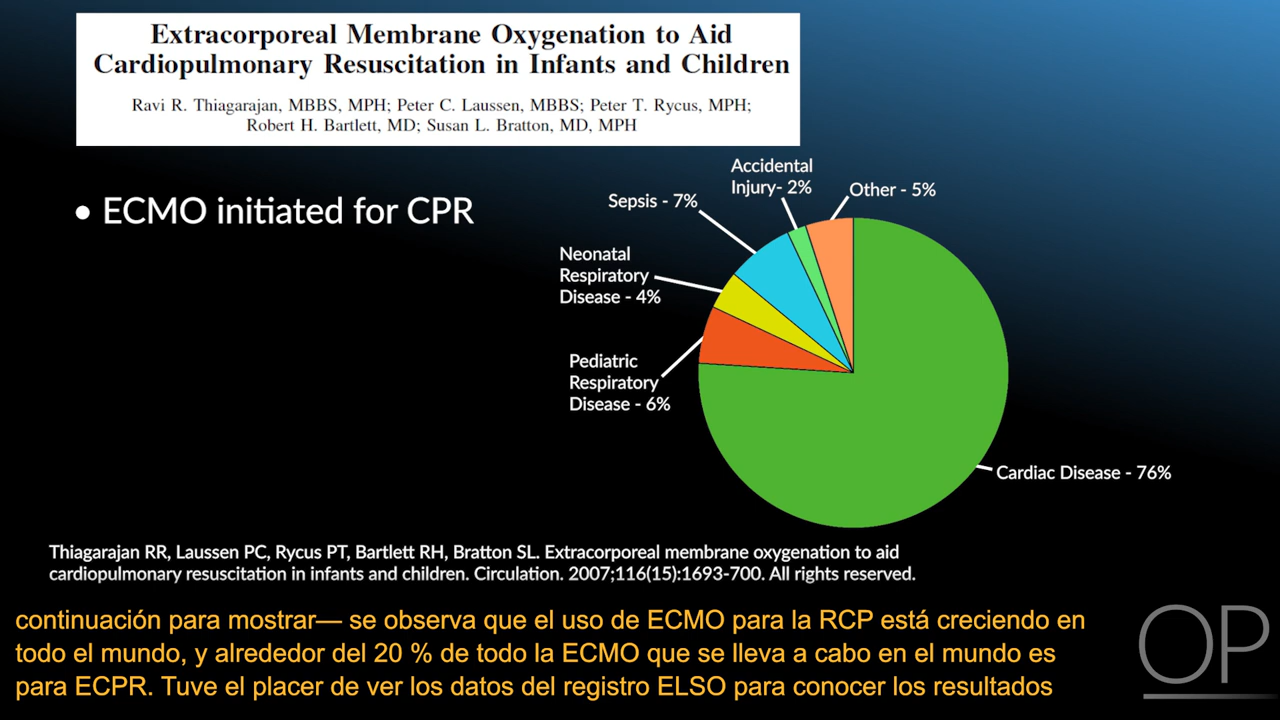 Extracorporeal Membrane Oxygenation to Aid
Cardiopulmonary Resuscitation in Infants and Children
Ravi R. Thiagarajan, MBBS, MPH; Peter C. Laussen, MBBS; Peter T. Rycus, MPH;
Robert H. Bartlett, MD; Susan L. Bratton, MD, MPH
• ECMO initiated for CPR
Accidental
Injury- 2%
Other - 5%
Sepsis - 7%
Neonatal
Respiratory
Disease - 4%
Pediatric
Respiratory
Disease - 6%
Cardiac Disease - 76%
Thiagarajan RR, Laussen PC, Rycus PT, Bartlett RH, Bratton SL. Extracorporeal membrane oxygenation to aid
cardiopulmonary resuscitation in infants and children. Circulation. 2007;116(15):1693-700. All rights reserved.
continuación para mostrar— se observa que el uso de ECMO para la RCP está creciendo en
todo el mundo, y alrededor del 20 % de todo la ECMO que se lleva a cabo en el mundo es
para ECPR. Tuve el placer de ver los datos del registro ELSO para conocer los resultados
OP